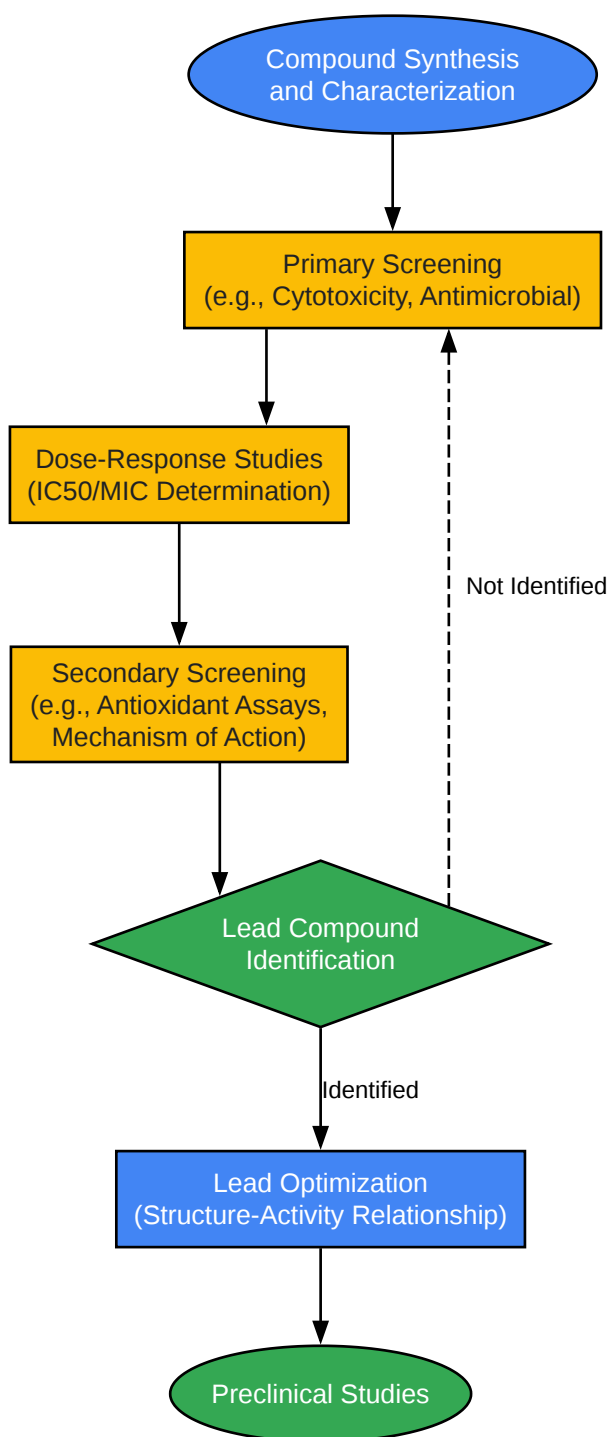 Compound Synthesis
and Characterization
Primary Screening
(e.g., Cytotoxicity, Antimicrobial)
Dose-Response Studies
(IC50/MIC Determination)
Not Identified
Secondary Screening
(e.g., Antioxidant Assays,
Mechanism of Action)
Lead Compound
Identification
Identified
Lead Optimization
(Structure-Activity Relationship)
Preclinical Studies